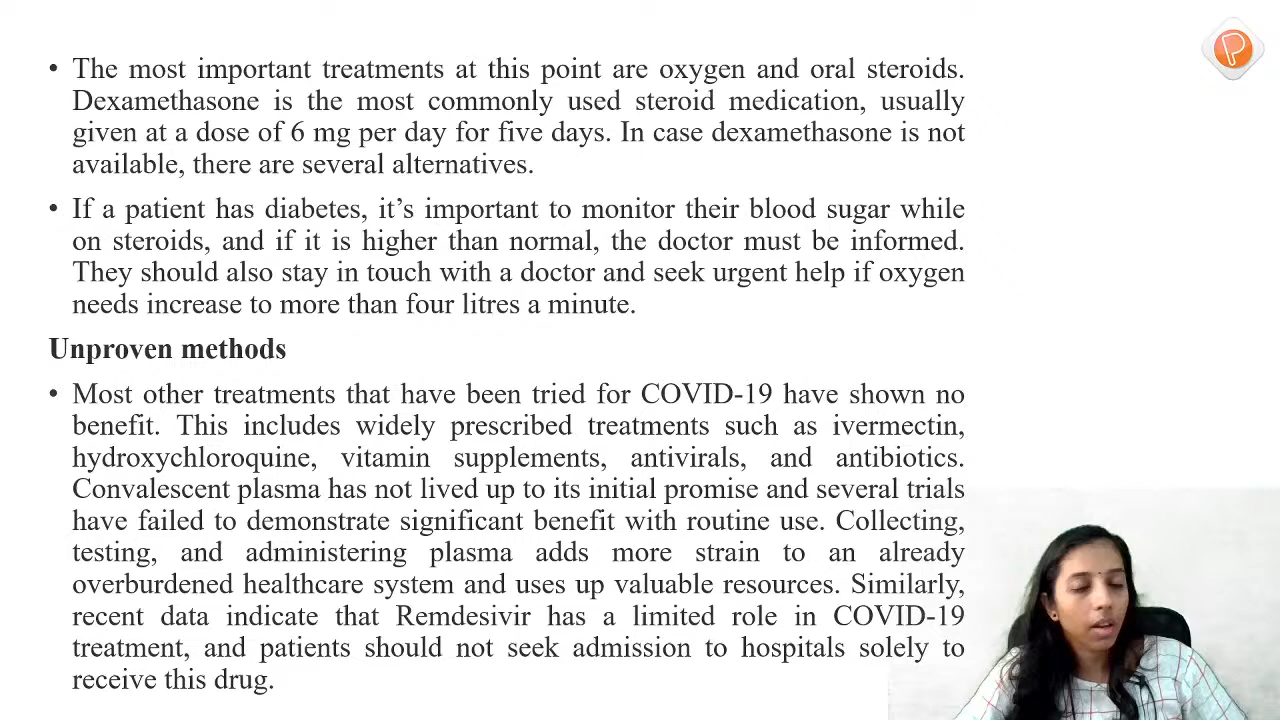 • The most important treatments at this point are oxygen and oral steroids.
Dexamethasone is the most commonly used steroid medication, usually
given at a dose of 6 mg per day for five days. In case dexamethasone is not
available, there are several alternatives.
• If a patient has diabetes, it’s important to monitor their blood sugar while
on steroids, and if it is higher than normal, the doctor must be informed.
They should also stay in touch with a doctor and seek urgent help if oxygen
needs increase to more than four litres a minute.
Unproven methods
• Most other treatments that have been tried for COVID-19 have shown no
benefit. This includes widely prescribed treatments such as ivermectin,
hydroxychloroquine, vitamin supplements, antivirals, and antibiotics.
Convalescent plasma has not lived up to its initial promise and several trials
have failed to demonstrate significant benefit with routine use. Collecting,
testing, and administering plasma adds more strain to an already
overburdened healthcare system and uses up valuable resources. Similarly,
recent data indicate that Remdesivir has a limited role in COVID-19
treatment, and patients should not seek admission to hospitals solely to
receive this drug.
P